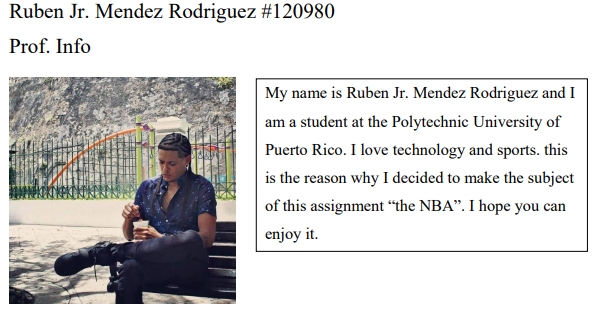 Ruben Jr. Mendez Rodriguez #120980
Prof. Info
My name is Ruben Jr. Mendez Rodriguez and I
am a student at the Polytechnic University of
Puerto Rico. I love technology and sports. this
is the reason why I decided to make the subject
of this assignment “the NBA”. I hope you can
enjoy it.